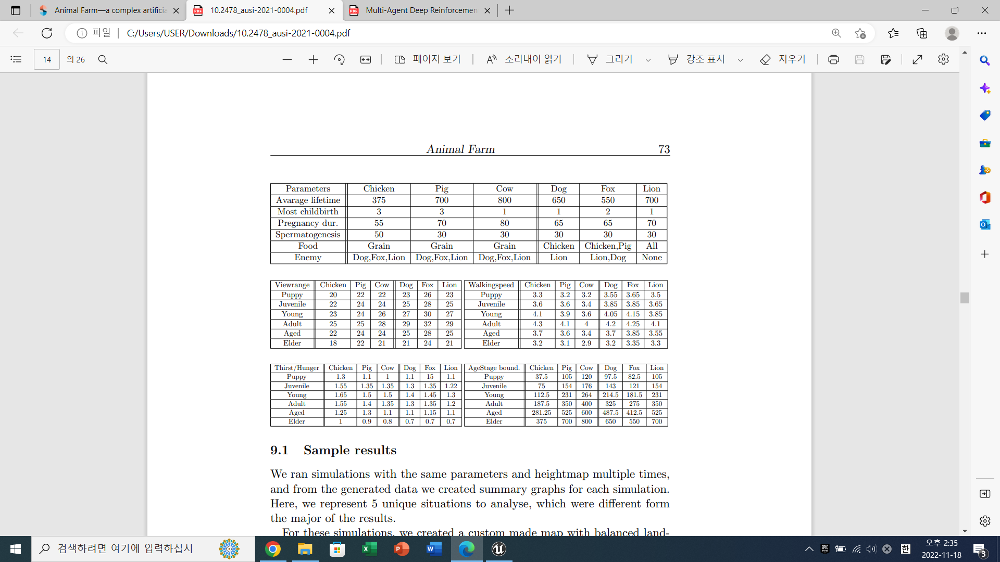 Animal Farm—a complex artificia
10.2478_ausi-2021-0004.pdf
Multi-Agent Deep Reinforcemen
파일 C:/Users/USER/Downloads/10.2478_ausi-2021-0004.pdf
14 의 26 페이지 보기 소리내어 읽기 그리기 강조 표시 지우기
Animal Farm 73
Parameters Chicken Pig Cow Dog Fox Lion
Avarage lifetime 375 700 800 650 550 700
Most childbirth 3 3 1 1 2 1
Pregnancy dur. 55 70 80 65 65 70
Spermatogenesis 50 30 30 30 30 30
Food Grain Grain Grain Chicken Chicken,Pig All
Enemy Dog,Fox,Lion Dog,Fox,Lion Dog,Fox,Lion Lion Lion,Dog None
Viewrange Chicken Pig Cow Dog Fox Lion
Puppy 20 22 22 23 26 23
Juvenile 22 24 24 25 28 25
Young 23 24 26 27 30 27
Adult 25 25 28 29 32 29
Aged 22 24 24 25 28 25
Elder 18 22 21 21 24 21
Walkingspeed Chicken Pig Cow Dog Fox Lion
Puppy 3.3 3.2 3.2 3.55 3.65 3.5
Juvenile 3.6 3.6 3.4 3.85 3.85 3.65
Young 4.1 3.9 3.6 4.05 4.15 3.85
Adult 4.3 4.1 4 4.2 4.25 4.1
Aged 3.7 3.6 3.4 3.7 3.85 3.55
Elder 3.2 3.1 2.9 3.2 3.35 3.3
Thirst/Hunger Chicken Pig Cow Dog Fox Lion
Puppy 1.3 1.1 1 1.1 15 1.1
Juvenile 1.55 1.35 1.35 1.3 1.35 1.22
Young 1.65 1.5 1.5 1.4 1.45 1.3
Adult 1.55 1.4 1.35 1.3 1.35 1.2
Aged 1.25 1.3 1.1 1.1 1.15 1.1
Elder 1 0.9 0.8 0.7 0.7 0.7
AgeStage bound. Chicken Pig Cow Dog Fox Lion
Puppy 37.5 105 120 97.5 82.5 105
Juvenile 75 154 176 143 121 154
Young 112.5 231 264 214.5 181.5 231
Adult 187.5 350 400 325 275 350
Aged 281.25 525 600 487.5 412.5 525
Elder 375 700 800 650 550 700
9.1 Sample results
We ran simulations with the same parameters and heightmap multiple times,
and from the generated data we created summary graphs for each simulation.
Here, we represent 5 unique situations to analyse, which were different form
the major of the results.
For these simulations, we created a custom made map with balanced land-
검색하려면 여기에 입력하십시
한
오후 2:35
2022-11-18
3